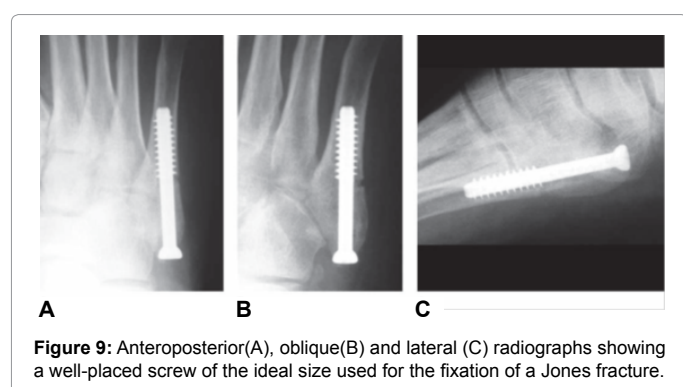 A B C
Figure 9: Anteroposterior(A), oblique(B) and lateral (C) radiographs showing
a well-placed screw of the ideal size used for the fixation of a Jones fracture.